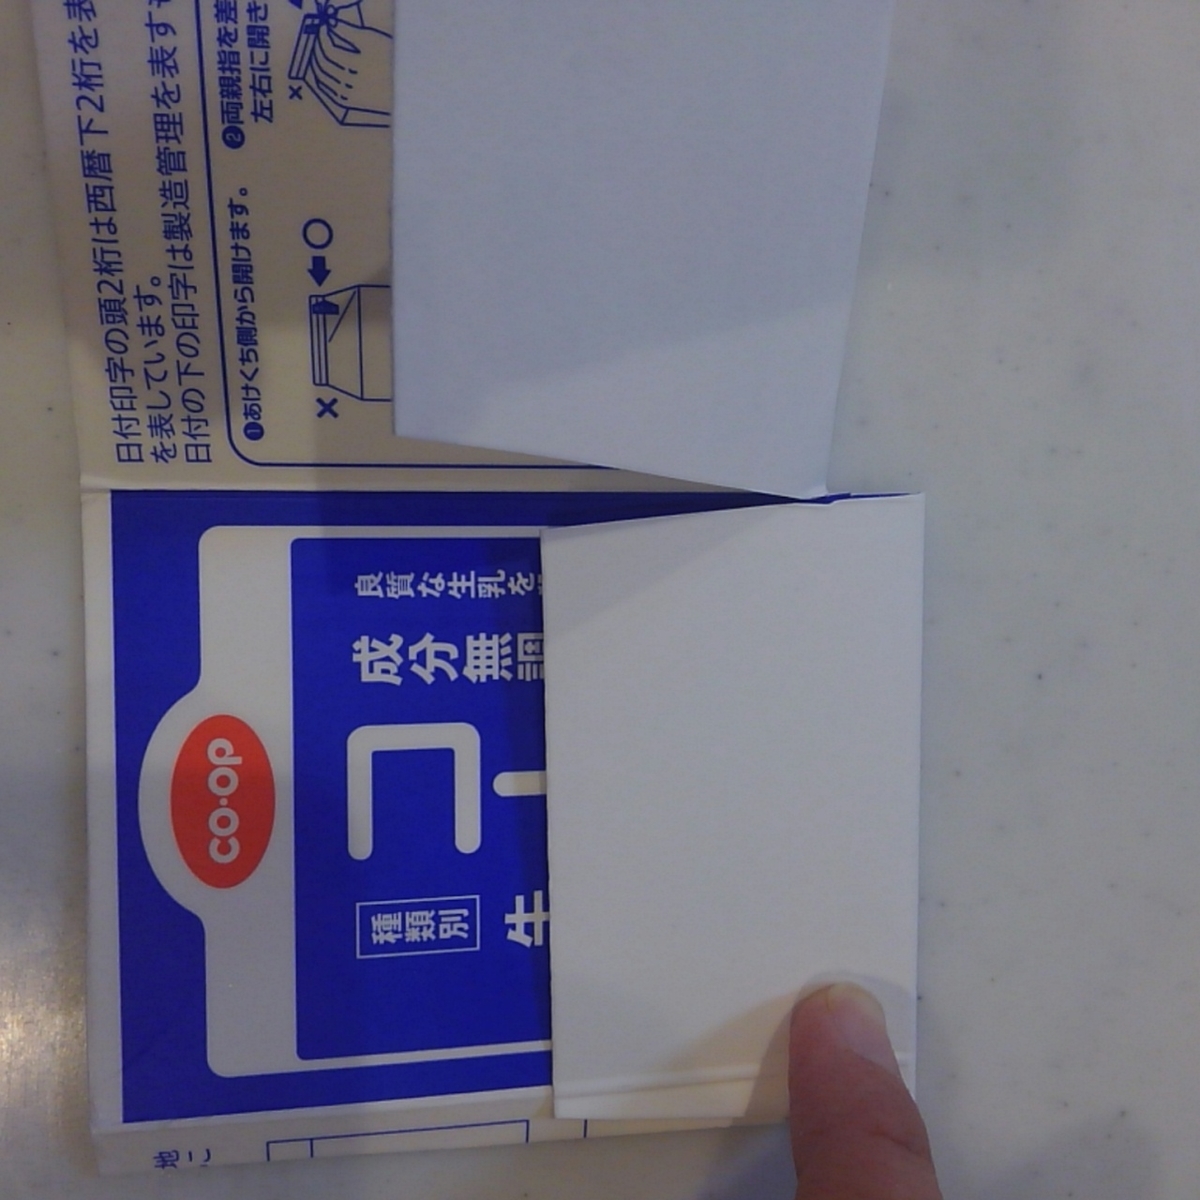 日付印字の頭2桁は西暦下2桁を表
を表しています。
日付の下の印字は製造管理を表す
❶あけくち側から開けます。
❷両親指を差
左右に開き
×
×
良質な生乳を
成分無調
コー
co·op
種類別
生
地